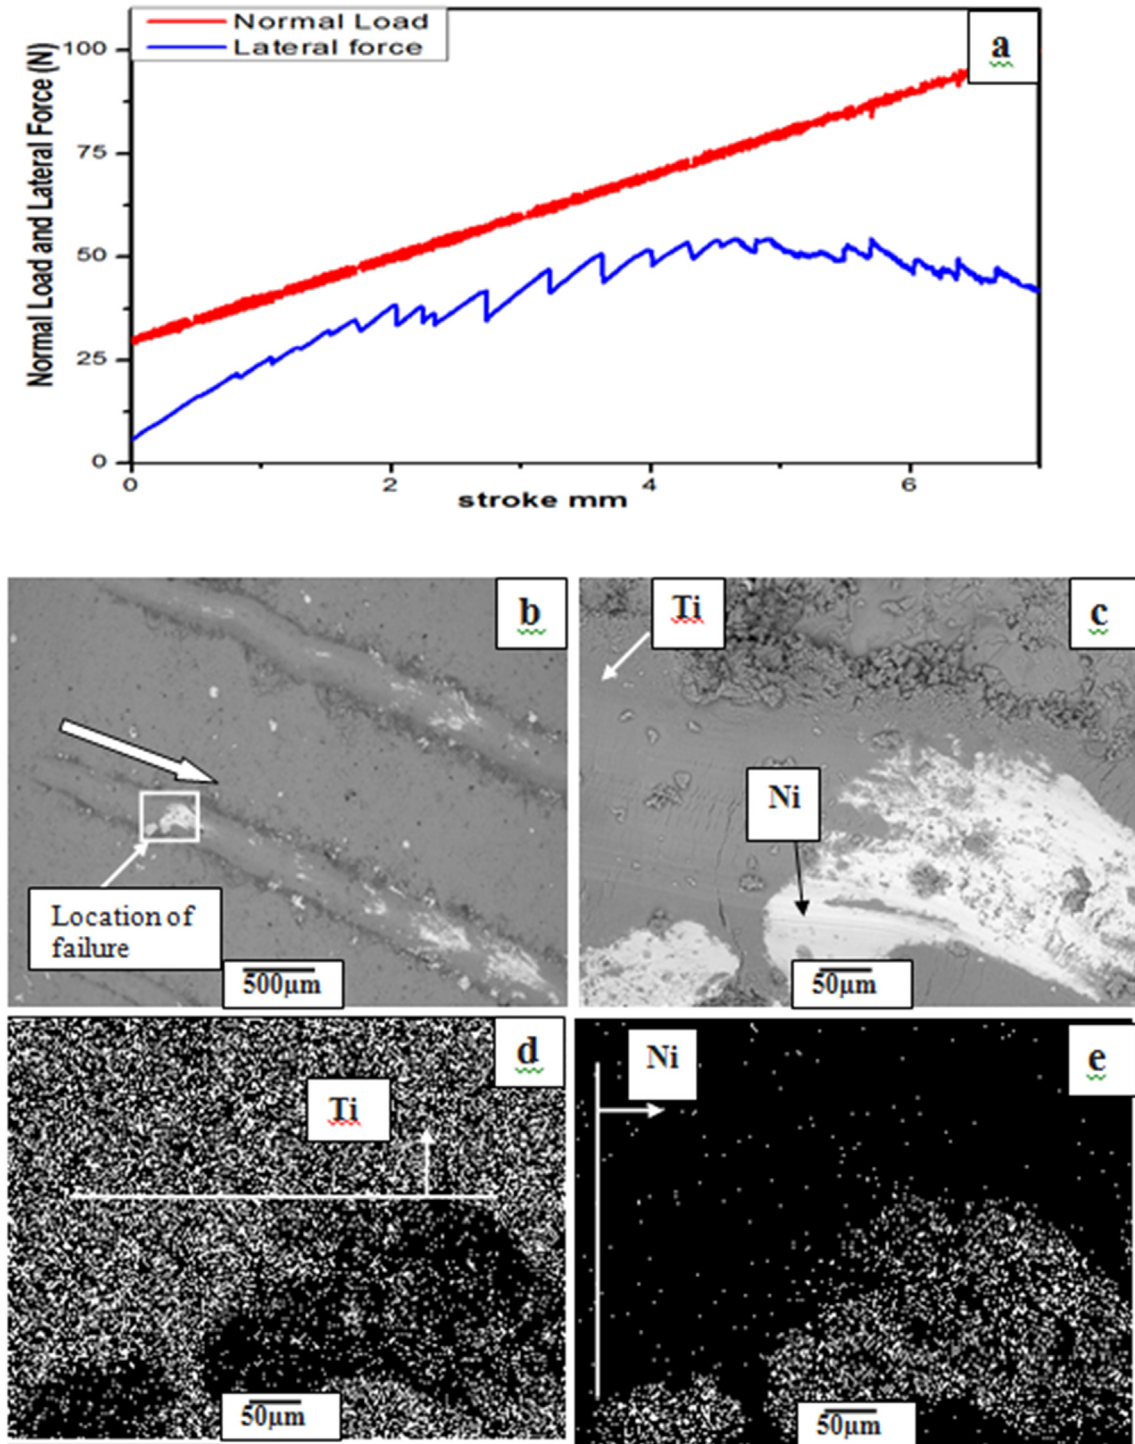 Normal Load
Lateral force
a
Normal Load and Lateral Force (N)
100
75
50
25
0
0 2 4 6
stroke mm
b
Location of
failure
500µm
Ti
c
Ni
50µm
d
Ti
50µm
Ni
e
50µm